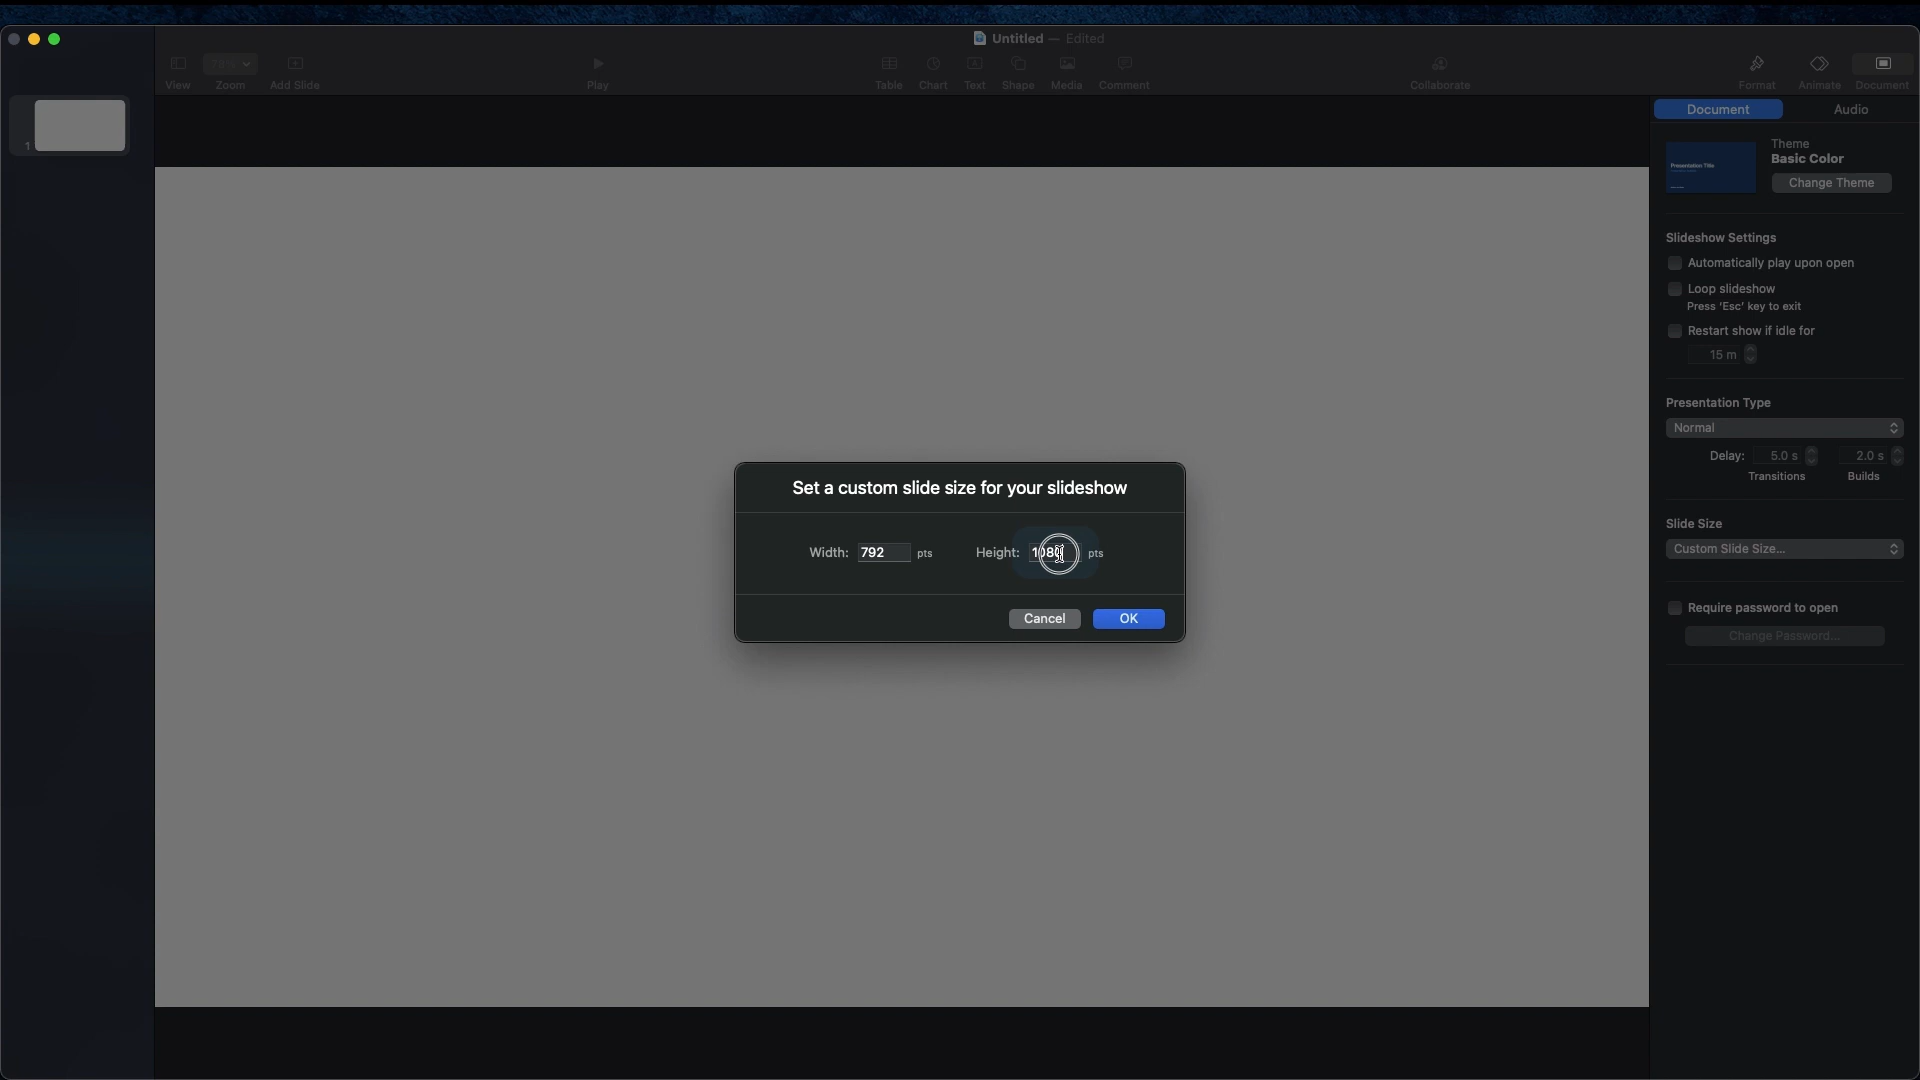 Untitled — Edited
View
Zoom
Add Slide
Play
Table
Chart
Text
Shape
Media
Comment
Collaborate
Format
Animate
Document
1
Document
Audio
Presentation Title
Theme
Basic Color
Change Theme
Slideshow Settings
Automatically play upon open
Loop slideshow
Press 'Esc' key to exit
Restart show if idle for
15 m
Presentation Type
Normal
Delay: 5.0 s 2.0 s
Transitions Builds
Slide Size
Custom Slide Size...
Require password to open
Change Password...
Set a custom slide size for your slideshow
Width: 792 pts Height: 1080 pts
Cancel OK